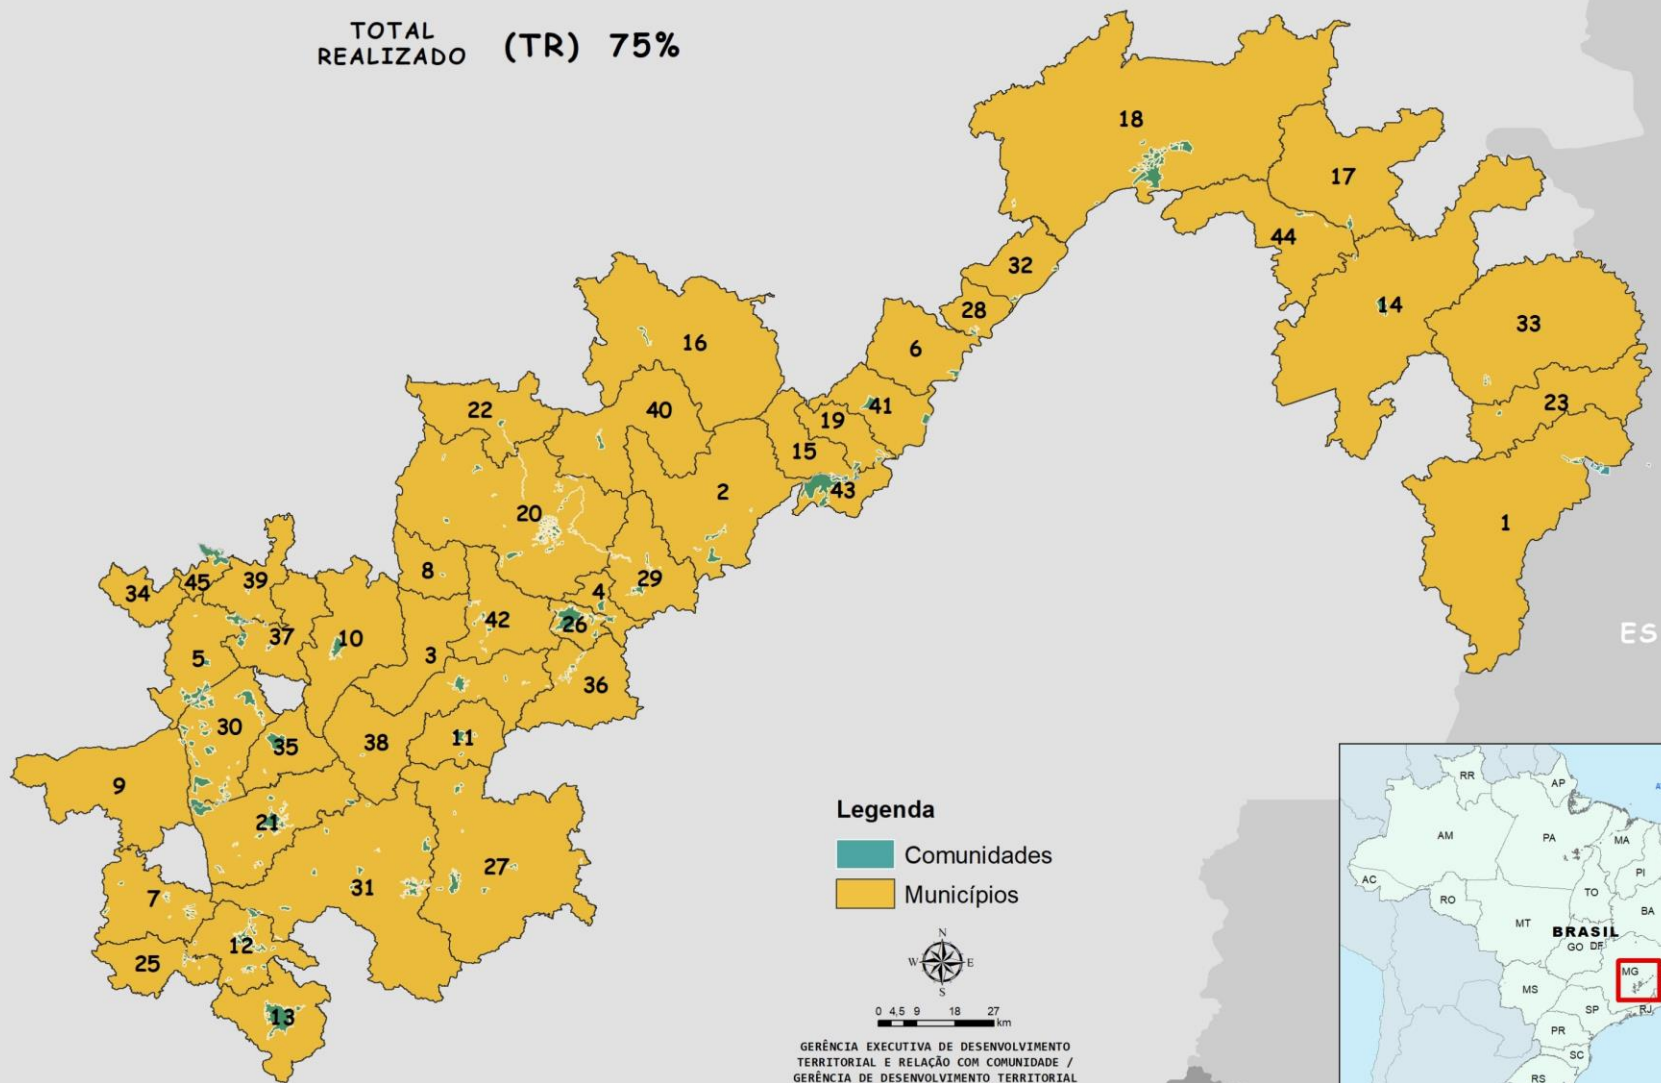 TOTAL
REALIZADO (TR) 75%
18
17
44
32
14
28
33
6
16
41
23
22
40
19
15
2
43
20
1
8
29
4
45
39
34
26
42
37
10
3
5
ES
36
30
11
38
35
9
21
27
31
7
12
25
13
Legenda
Comunidades
Municípios
N
W E
S
0 4,5 9 18 27
km
GERÊNCIA EXECUTIVA DE DESENVOLVIMENTO
TERRITORIAL E RELAÇÃO COM COMUNIDADE /
GERÊNCIA DE DESENVOLVIMENTO TERRITORIAL
RR
AP
AM
PA
MA
AC
PI
TO
RO
BA
MT
BRASIL
GO DF
MG
MS
SP
RJ
PR
SC
RS